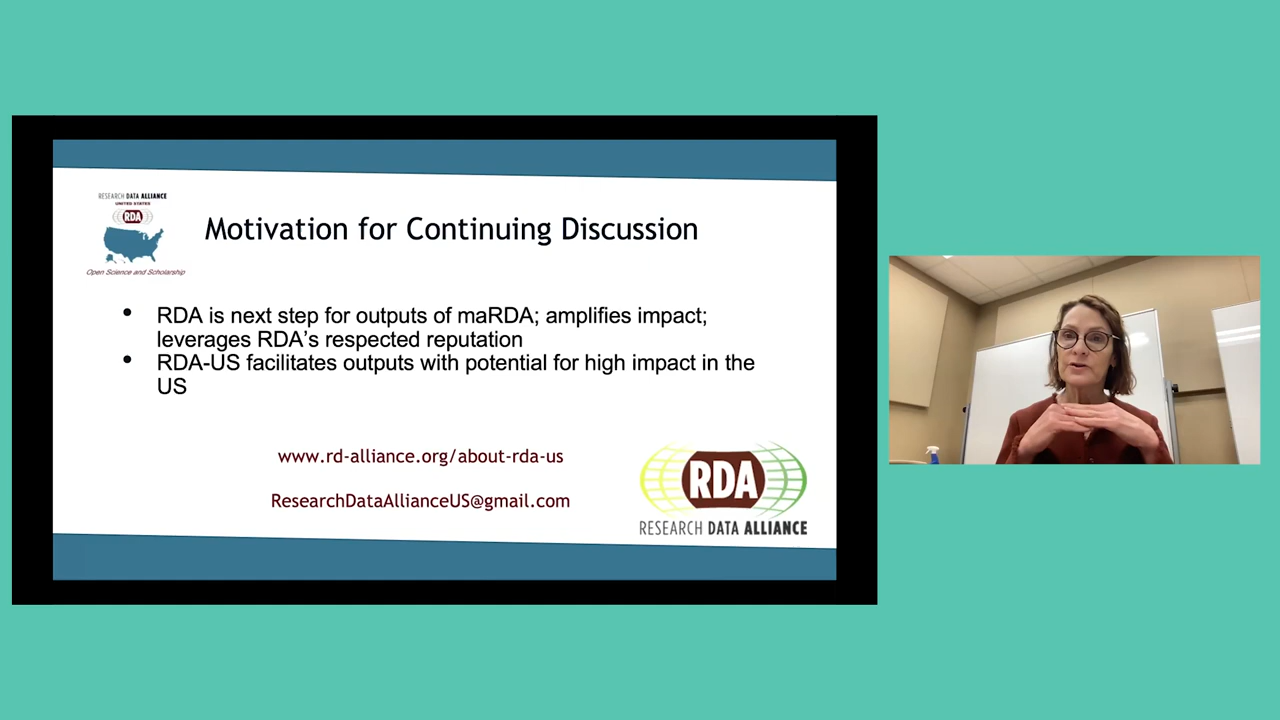 RESEARCH DATA ALLIANCE
UNITED STATES
RDA
Open Science and Scholarship
Motivation for Continuing Discussion
• RDA is next step for outputs of maRDA; amplifies impact;
leverages RDA's respected reputation
• RDA-US facilitates outputs with potential for high impact in the
US
www.rd-alliance.org/about-rda-us
ResearchDataAllianceUS@gmail.com
RDA
RESEARCH DATA ALLIANCE